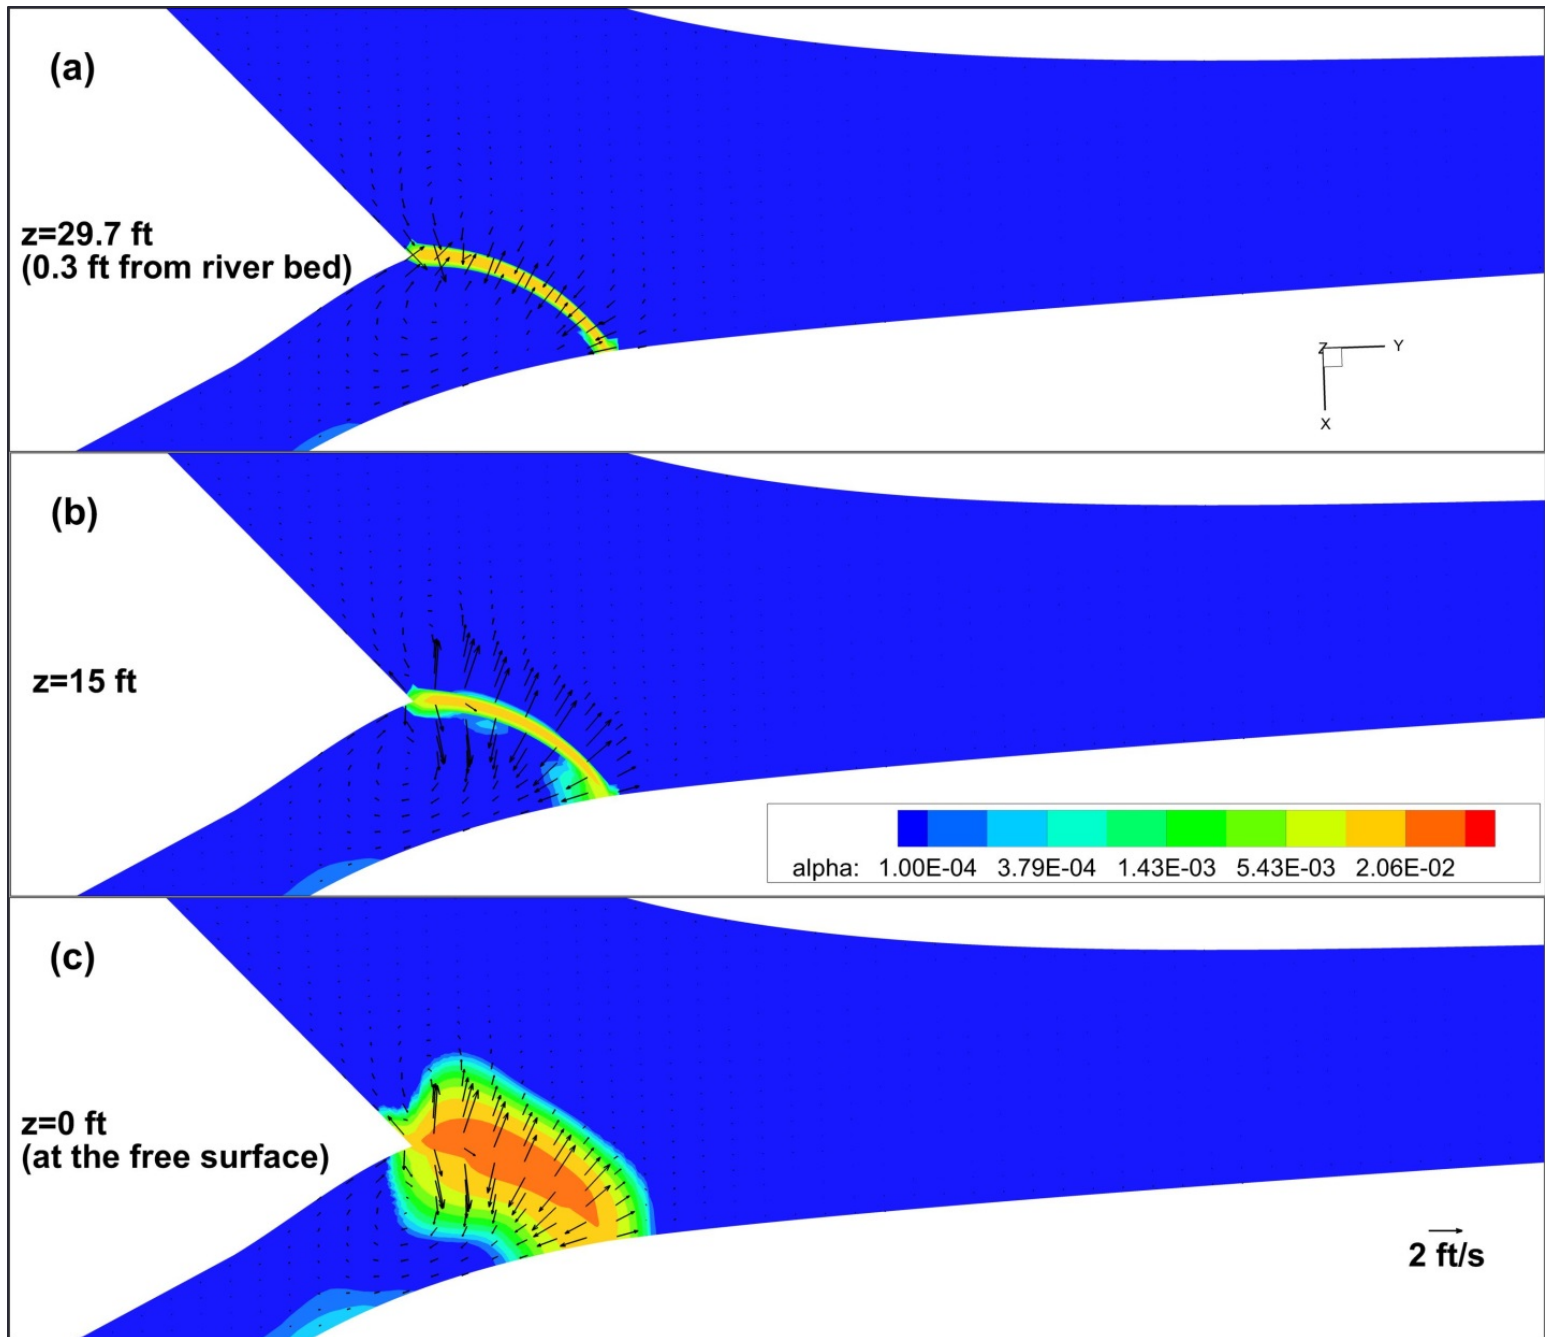 (a)
z=29.7 ft
(0.3 ft from river bed)
Z Y
X
(b)
z=15 ft
alpha: 1.00E-04 3.79E-04 1.43E-03 5.43E-03 2.06E-02
(c)
z=0 ft
(at the free surface)
2 ft/s